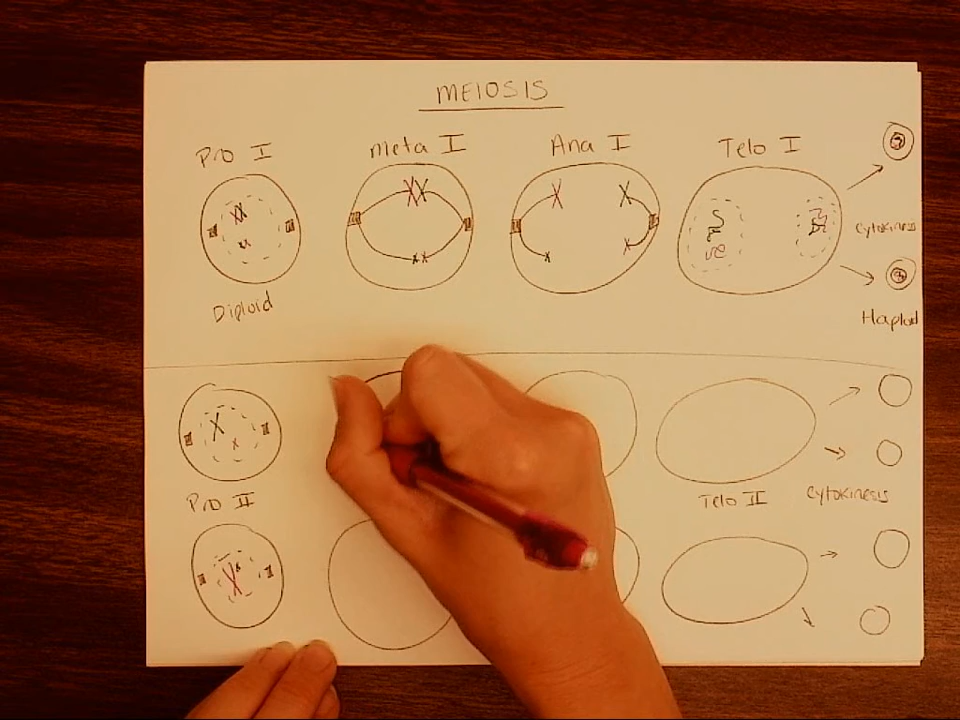 MEIOSIS
Pro I
Meta I
Ana I
Telo I
Cytokinesis
Diploid
Haploid
Pro II
Telo II
Cytokinesis